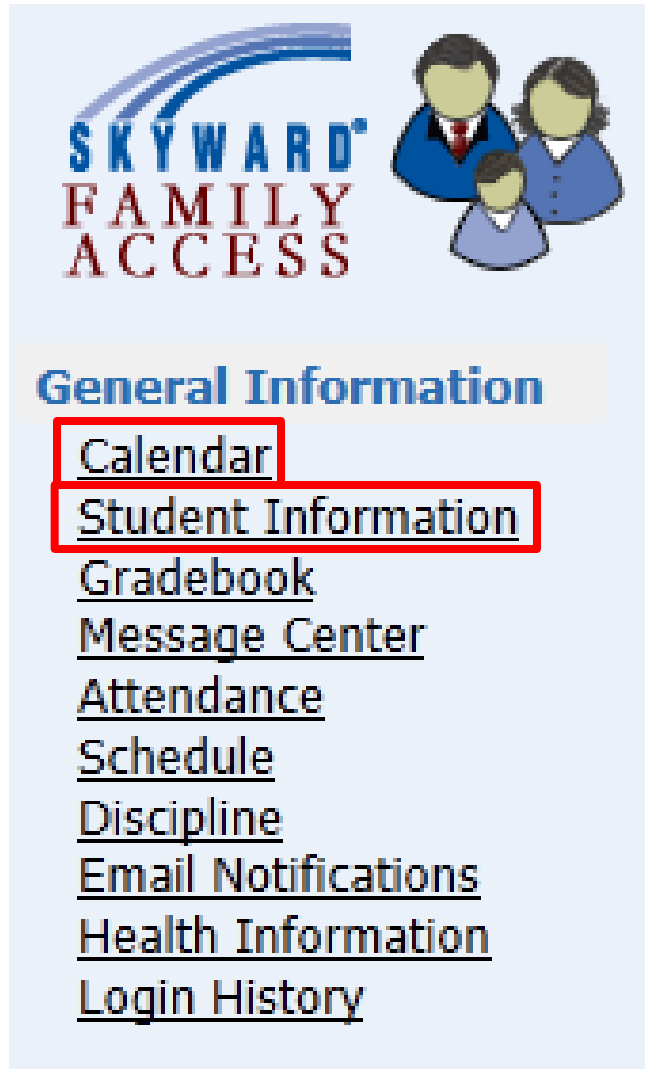 SKYWARD®
FAMILY
ACCESS
General Information
Calendar
Student Information
Gradebook
Message Center
Attendance
Schedule
Discipline
Email Notifications
Health Information
Login History